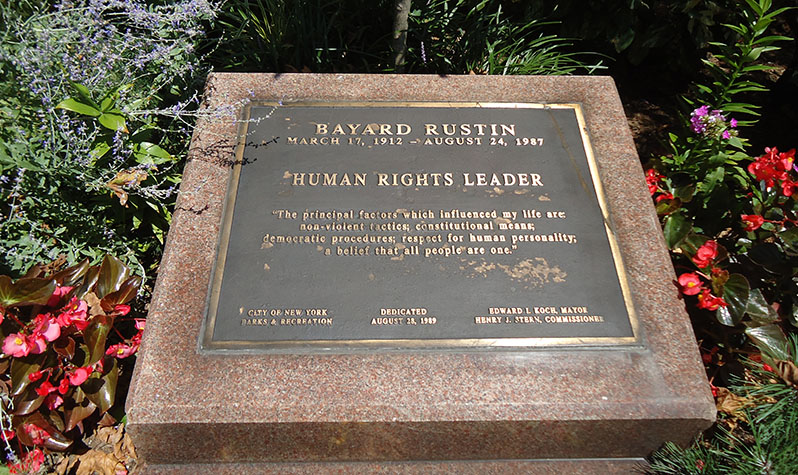 BAYARD RUSTIN
MARCH 17, 1912 – AUGUST 24, 1987
HUMAN RIGHTS LEADER
"The principal factors which influenced my life are:
non-violent tactics; constitutional means;
democratic procedures; respect for human personality;
a belief that all people are one."
CITY OF NEW YORK
PARKS & RECREATION
DEDICATED
AUGUST 28, 1989
EDWARD I. KOCH, MAYOR
HENRY J. STERN, COMMISSIONER